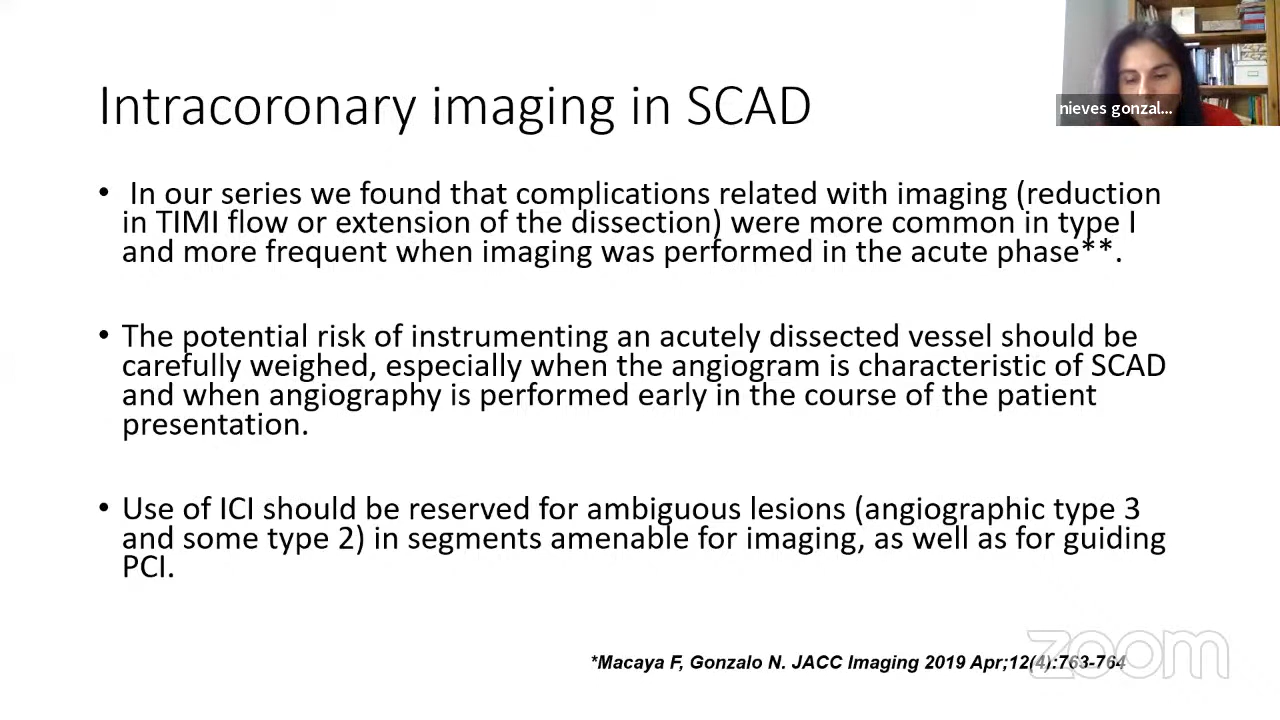 Intracoronary imaging in SCAD
nieves gonzal...
• In our series we found that complications related with imaging (reduction
in TIMI flow or extension of the dissection) were more common in type I
and more frequent when imaging was performed in the acute phase**.
• The potential risk of instrumenting an acutely dissected vessel should be
carefully weighed, especially when the angiogram is characteristic of SCAD
and when angiography is performed early in the course of the patient
presentation.
• Use of ICI should be reserved for ambiguous lesions (angiographic type 3
and some type 2) in segments amenable for imaging, as well as for guiding
PCI.
*Macaya F, Gonzalo N. JACC Imaging 2019 Apr;12(4):763-764
zoom